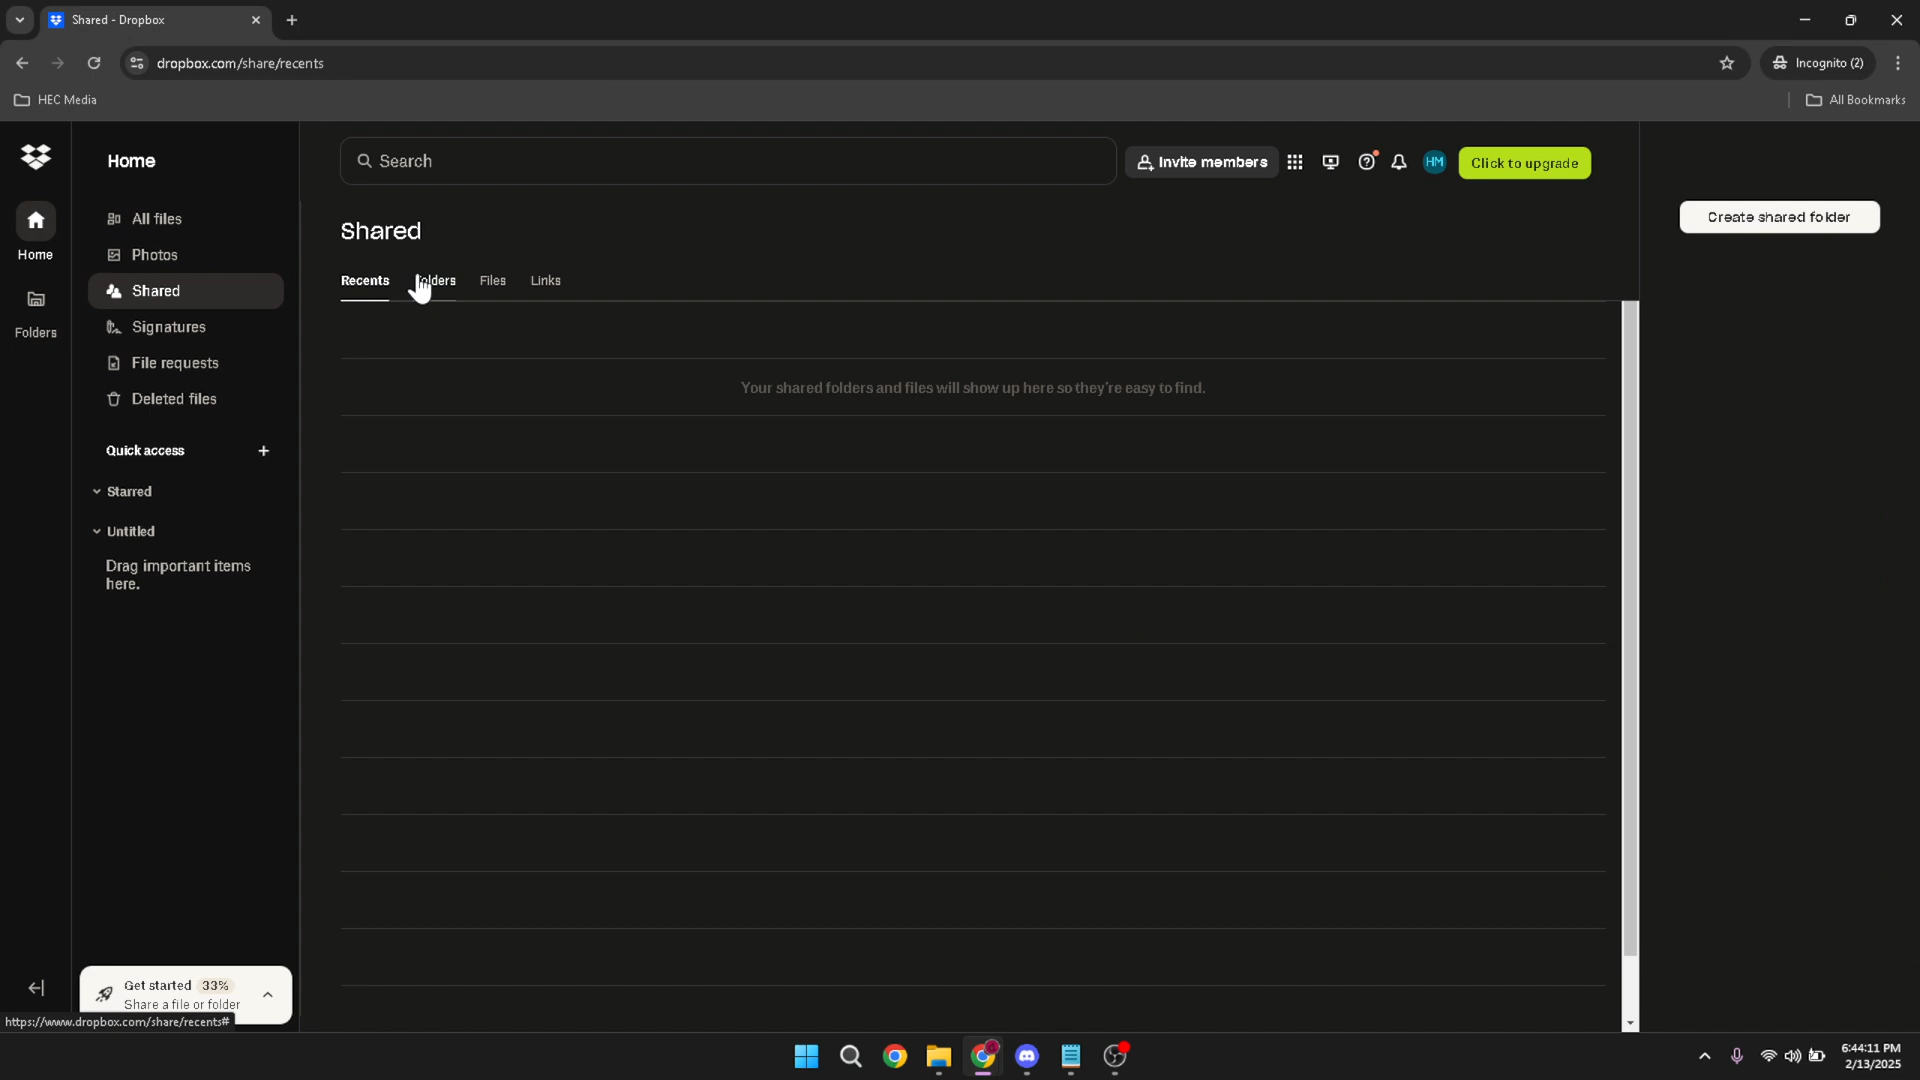 Shared - Dropbox
dropbox.com/share/recents
Incognito (2)
HEC Media
All Bookmarks
Home
Folders
Home
All files
Photos
Shared
Signatures
File requests
Deleted files
Quick access
Starred
Untitled
Drag important items
here.
Get started 33%
Share a file or folder
https://www.dropbox.com/share/recents#
Search
Invite members
HM
Click to upgrade
Shared
Recents
Files
Links
Your shared folders and files will show up here so they're easy to find.
Create shared folder
6:44:11 PM
2/13/2025